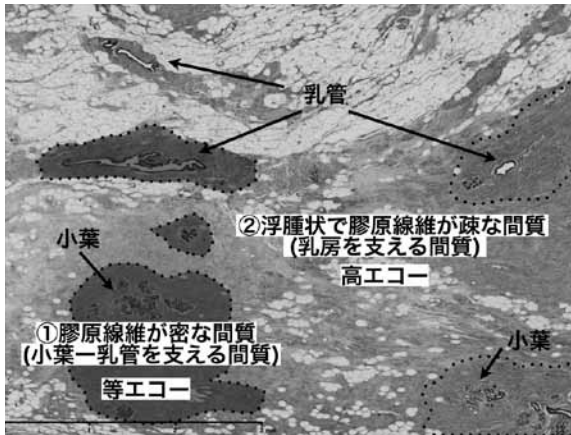 乳管
②浮腫状で膠原線維が疎な間質
(乳房を支える間質)
高エコー
小葉
①膠原線維が密な間質
(小葉ー乳管を支える間質)
等エコー
小葉